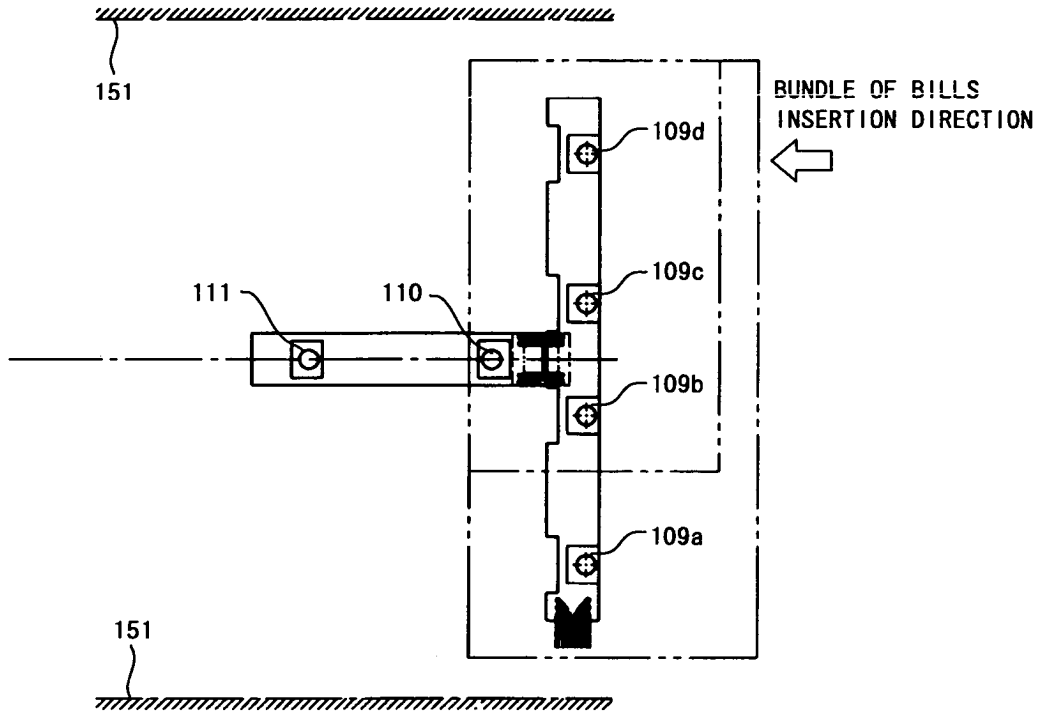 151
BUNDLE OF BILLS
INSERTION DIRECTION
109d
109c
111
110
109b
109a
151